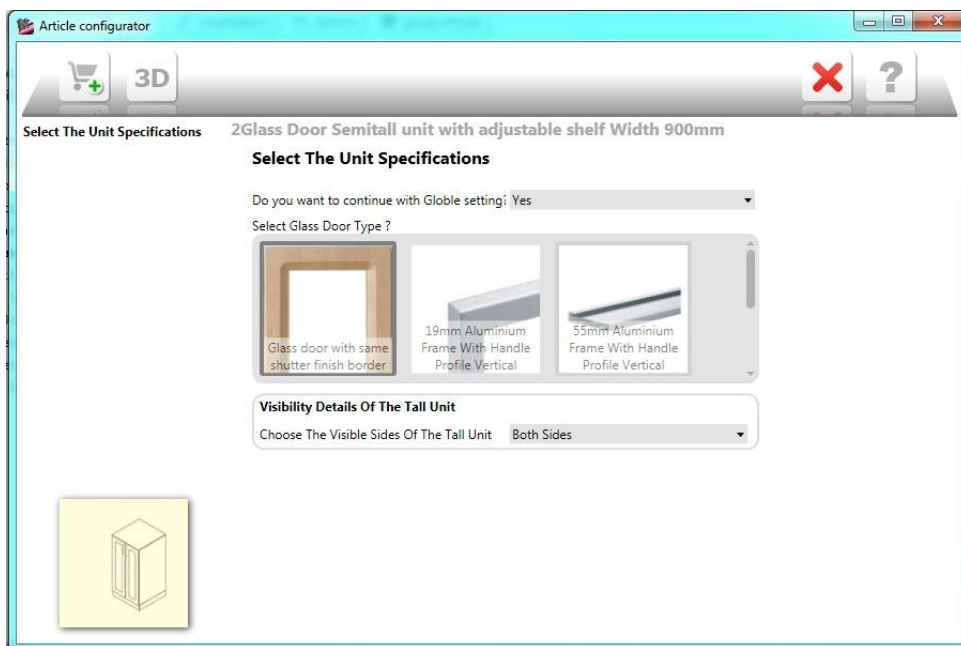 Article configurator
3D
?
Select The Unit Specifications
2Glass Door Semitall unit with adjustable shelf Width 900mm
Select The Unit Specifications
Do you want to continue with Globle setting? Yes
Select Glass Door Type ?
Glass door with same
shutter finish border
19mm Aluminium
Frame With Handle
Profile Vertical
55mm Aluminium
Frame With Handle
Profile Vertical
Visibility Details Of The Tall Unit
Choose The Visible Sides Of The Tall Unit Both Sides